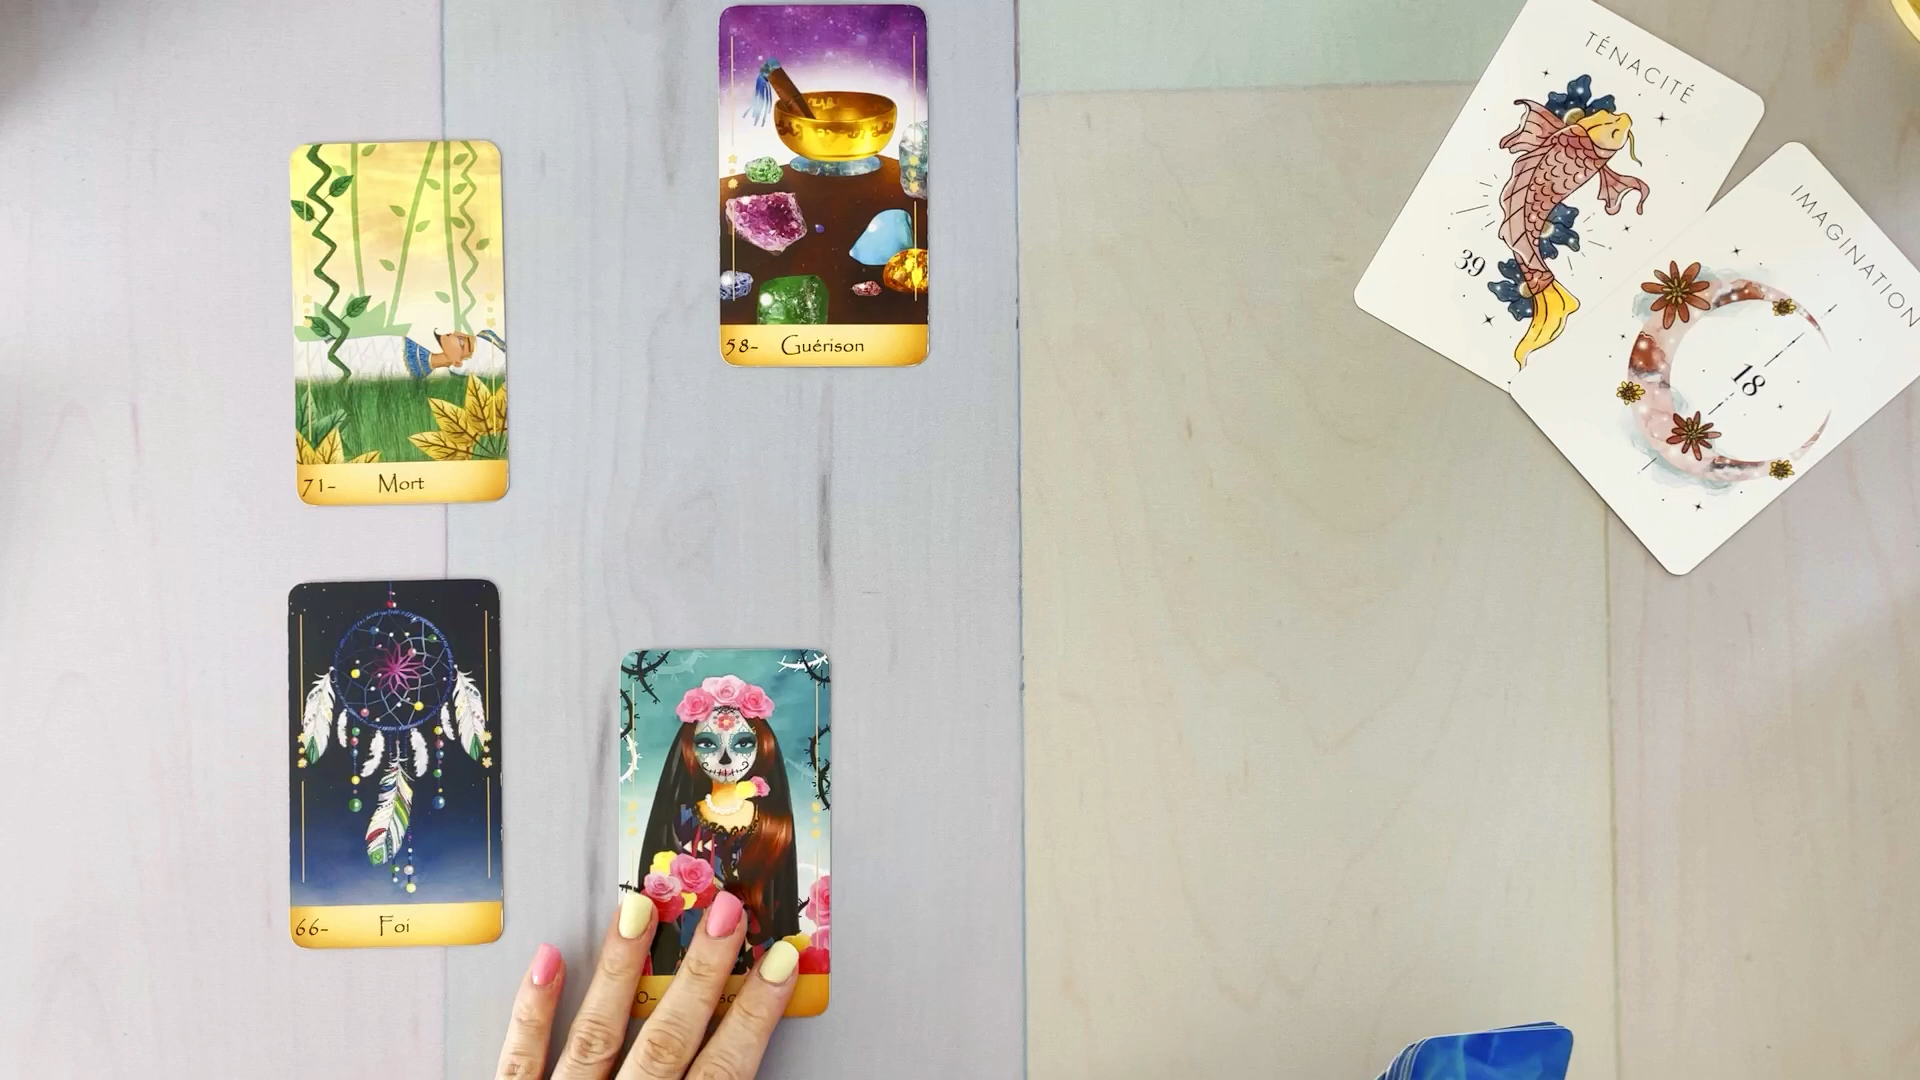 58- Guérison
71- Mort
66- Foi
TÉNACITÉ
39
IMAGINATION
18